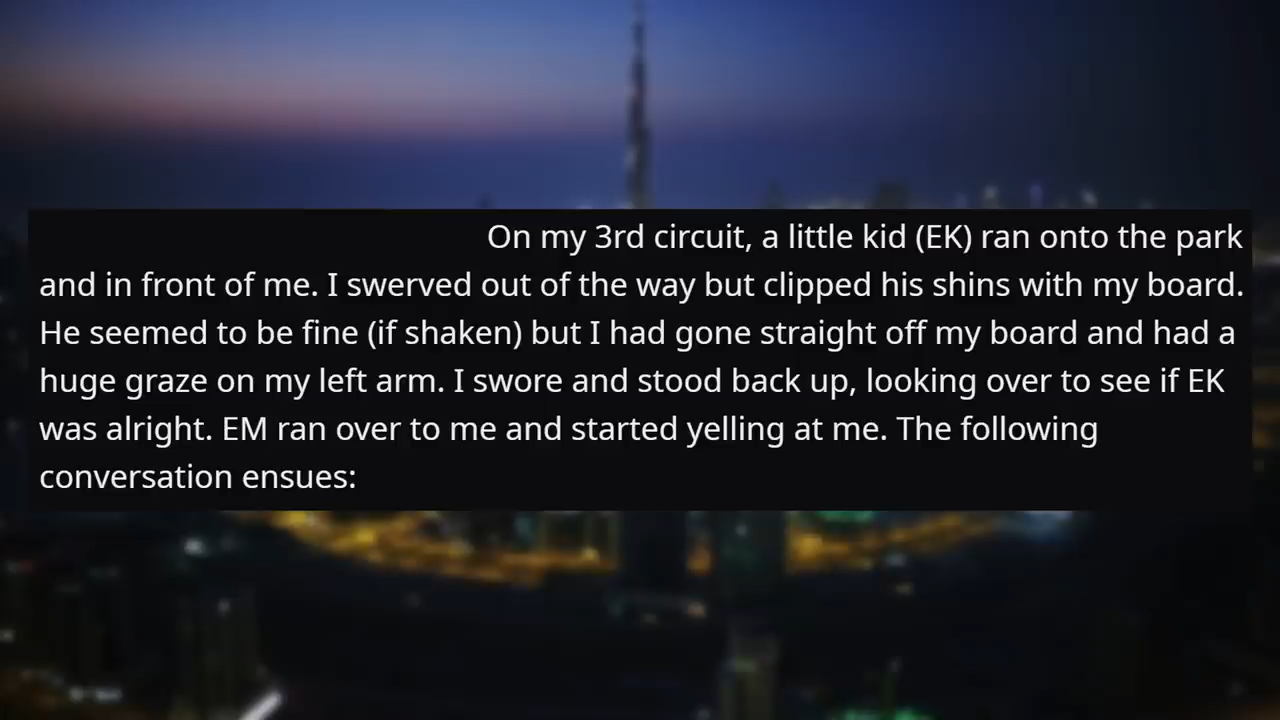 On my 3rd circuit, a little kid (EK) ran onto the park
and in front of me. I swerved out of the way but clipped his shins with my board.
He seemed to be fine (if shaken) but I had gone straight off my board and had a
huge graze on my left arm. I swore and stood back up, looking over to see if EK
was alright. EM ran over to me and started yelling at me. The following
conversation ensues: